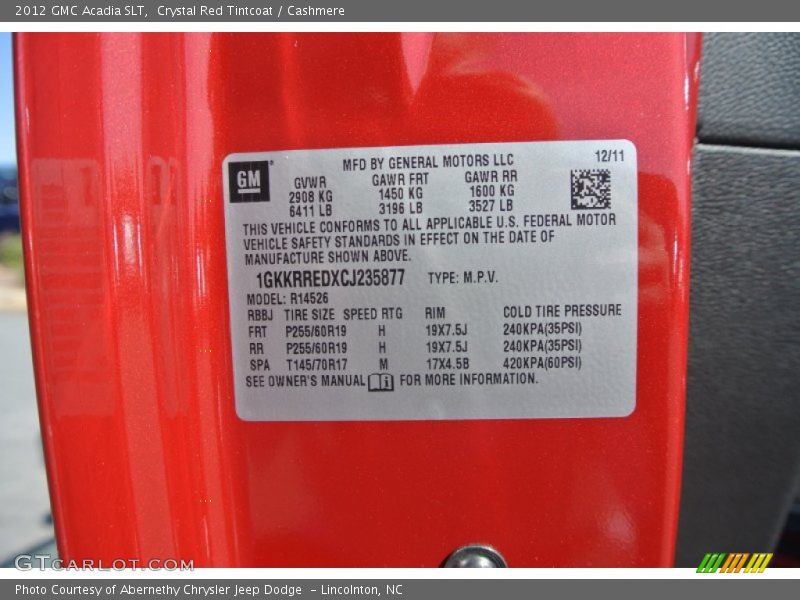 2012 GMC Acadia SLT, Crystal Red Tintcoat / Cashmere
GM
MFD BY GENERAL MOTORS LLC 12/11
GVWR GAWR FRT GAWR RR
2908 KG 1450 KG 1600 KG
6411 LB 3196 LB 3527 LB
THIS VEHICLE CONFORMS TO ALL APPLICABLE U.S. FEDERAL MOTOR
VEHICLE SAFETY STANDARDS IN EFFECT ON THE DATE OF
MANUFACTURE SHOWN ABOVE.
1GKKRREDXCJ235877 TYPE: M.P.V.
MODEL: R14526
RBBJ TIRE SIZE SPEED RTG RIM COLD TIRE PRESSURE
FRT P255/60R19 H 19X7.5J 240KPA(35PSI)
RR P255/60R19 H 19X7.5J 240KPA(35PSI)
SPA T145/70R17 M 17X4.5B 420KPA(60PSI)
SEE OWNER'S MANUAL FOR MORE INFORMATION.
GTCARLOT.COM
Photo Courtesy of Abernethy Chrysler Jeep Dodge - Lincolnton, NC